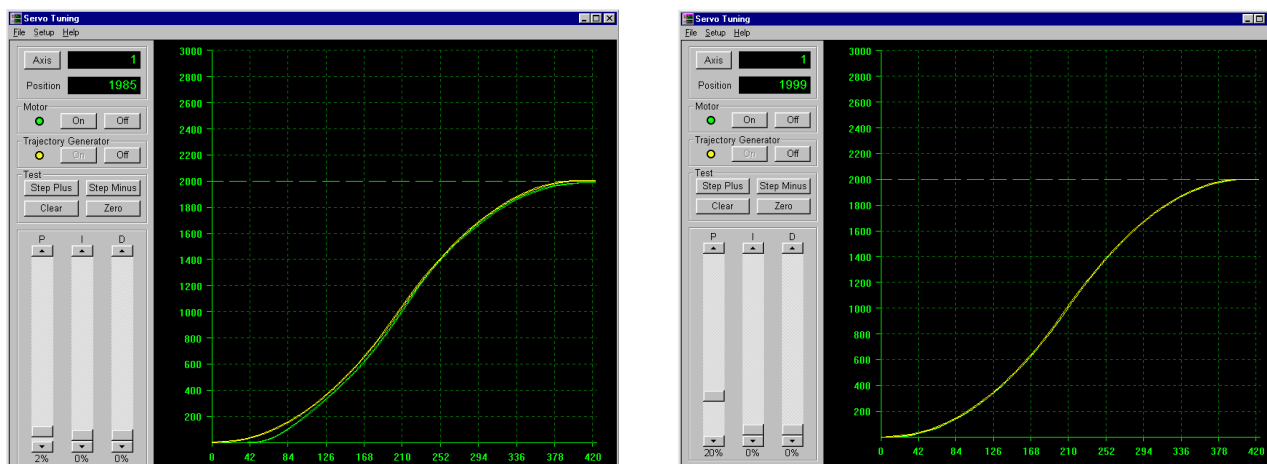 Servo Tuning
File Setup Help
Axis 1
Position 1985
Motor
On Off
Trajectory Generator
On Off
Test
Step Plus Step Minus
Clear Zero
P I D
2% 0% 0%
3000
2800
2600
2400
2200
2000
1800
1600
1400
1200
1000
800
600
400
200
0 42 84 126 168 210 252 294 336 378 420
Servo Tuning
File Setup Help
Axis 1
Position 1999
Motor
On Off
Trajectory Generator
On Off
Test
Step Plus Step Minus
Clear Zero
P I D
20% 0% 0%
3000
2800
2600
2400
2200
2000
1800
1600
1400
1200
1000
800
600
400
200
0 42 84 126 168 210 252 294 336 378 420